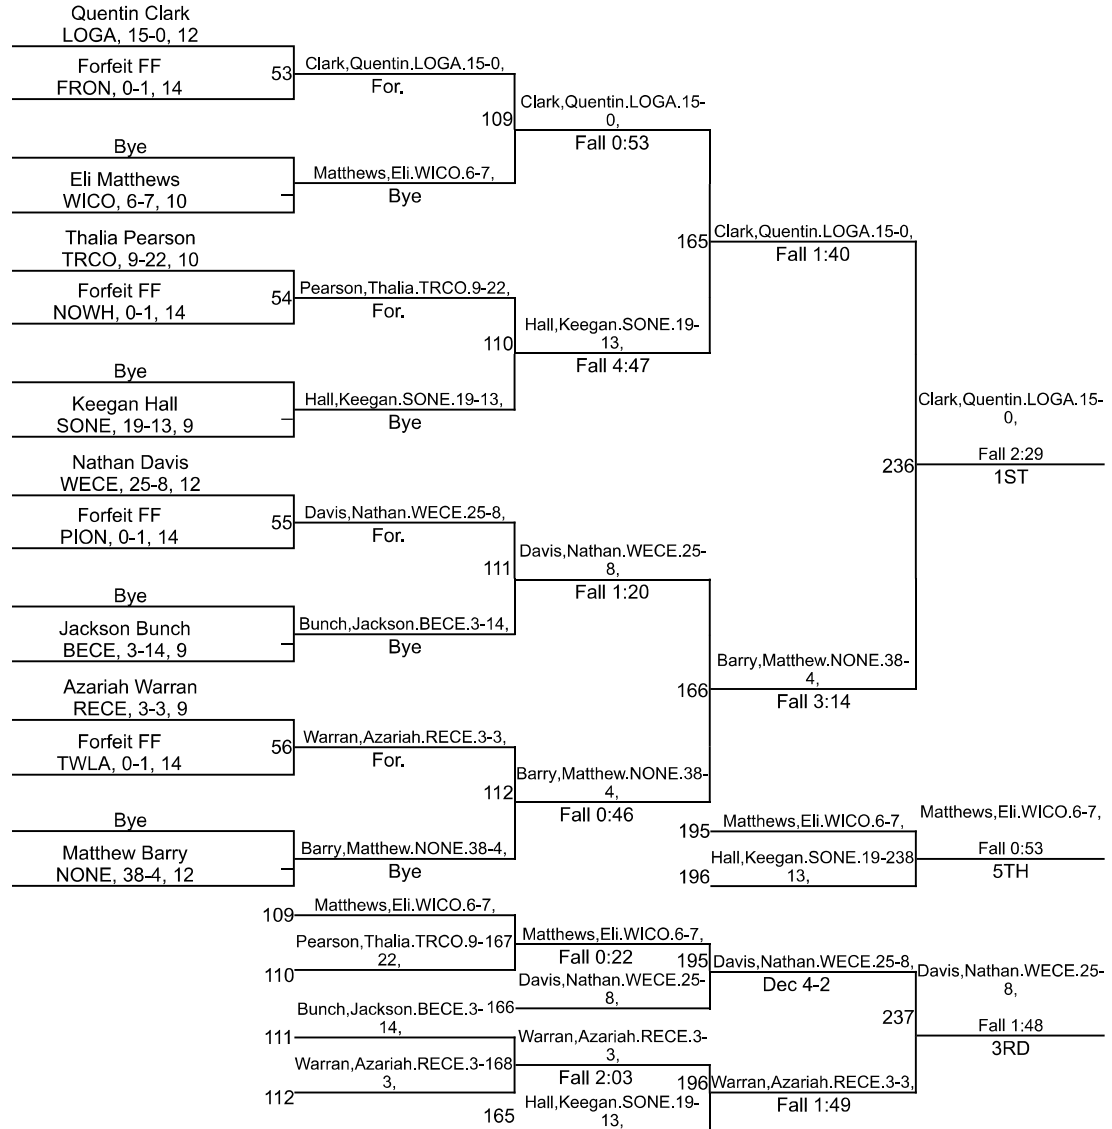 Quentin Clark
LOGA, 15-0, 12
Forfeit FF
FRON, 0-1, 14
53
Clark,Quentin.LOGA.15-0,
For.
109
Clark,Quentin.LOGA.15-
0,
Fall 0:53
Bye
Eli Matthews
WICO, 6-7, 10
Matthews,Eli.WICO.6-7,
Bye
165
Clark,Quentin.LOGA.15-0,
Fall 1:40
Thalia Pearson
TRCO, 9-22, 10
Forfeit FF
NOWH, 0-1, 14
54
Pearson,Thalia.TRCO.9-22,
For.
110
Hall,Keegan.SONE.19-
13,
Fall 4:47
Bye
Keegan Hall
SONE, 19-13, 9
Hall,Keegan.SONE.19-13,
Bye
236
Clark,Quentin.LOGA.15-
0,
Fall 2:29
1ST
Nathan Davis
WECE, 25-8, 12
Forfeit FF
PION, 0-1, 14
55
Davis,Nathan.WECE.25-8,
For.
111
Davis,Nathan.WECE.25-
8,
Fall 1:20
Bye
Jackson Bunch
BECE, 3-14, 9
Bunch,Jackson.BECE.3-14,
Bye
166
Barry,Matthew.NONE.38-
4,
Fall 3:14
Azariah Warran
RECE, 3-3, 9
Forfeit FF
TWLA, 0-1, 14
56
Warran,Azariah.RECE.3-3,
For.
112
Barry,Matthew.NONE.38-
4,
Fall 0:46
Bye
Matthew Barry
NONE, 38-4, 12
Barry,Matthew.NONE.38-4,
Bye
195
Matthews,Eli.WICO.6-7,
196
Hall,Keegan.SONE.19-
13,
238
Matthews,Eli.WICO.6-7,
Fall 0:53
5TH
109
Matthews,Eli.WICO.6-7,
110
Pearson,Thalia.TRCO.9-
22,
167
Matthews,Eli.WICO.6-7,
Fall 0:22
166
Davis,Nathan.WECE.25-
8,
195
Davis,Nathan.WECE.25-8,
Dec 4-2
111
Bunch,Jackson.BECE.3-
14,
112
Warran,Azariah.RECE.3-
3,
168
Warran,Azariah.RECE.3-
3,
Fall 2:03
165
Hall,Keegan.SONE.19-
13,
196
Warran,Azariah.RECE.3-3,
Fall 1:49
237
Davis,Nathan.WECE.25-
8,
Fall 1:48
3RD